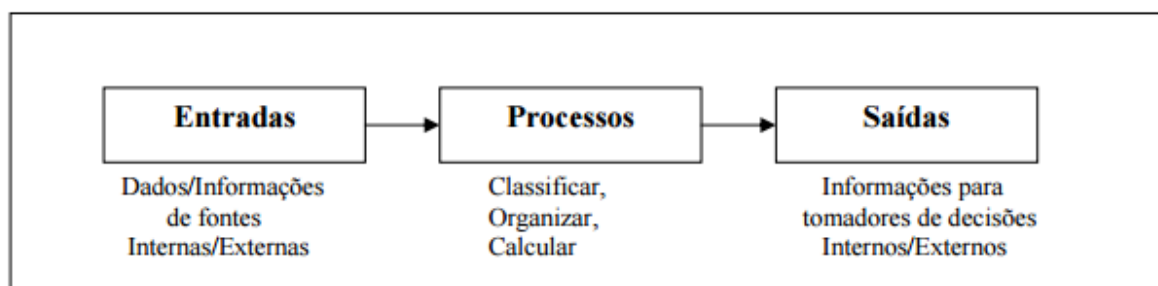 Entradas
Processos
Saídas
Dados/Informações
de fontes
Internas/Externas
Classificar,
Organizar,
Calcular
Informações para
tomadores de decisões
Internos/Externos